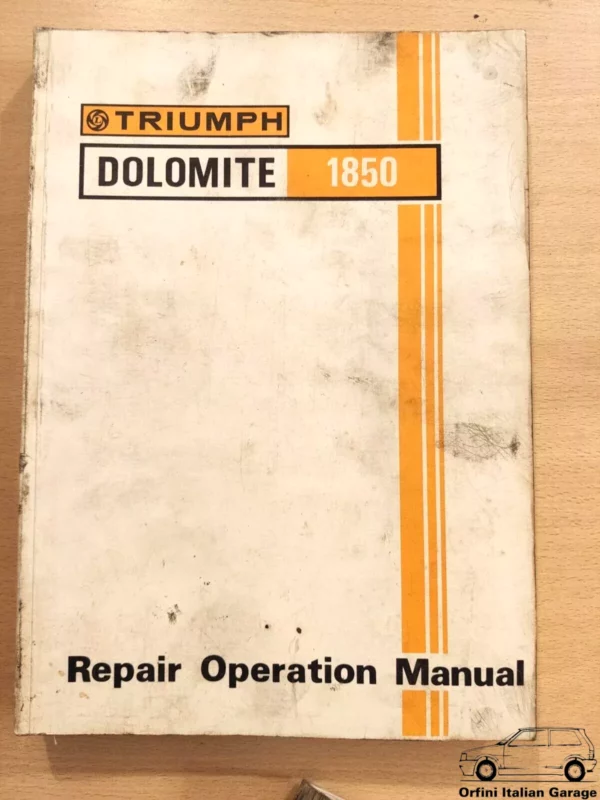 TRIUMPH
DOLOMITE 1850
Repair Operation Manual
Orfini Italian Garage